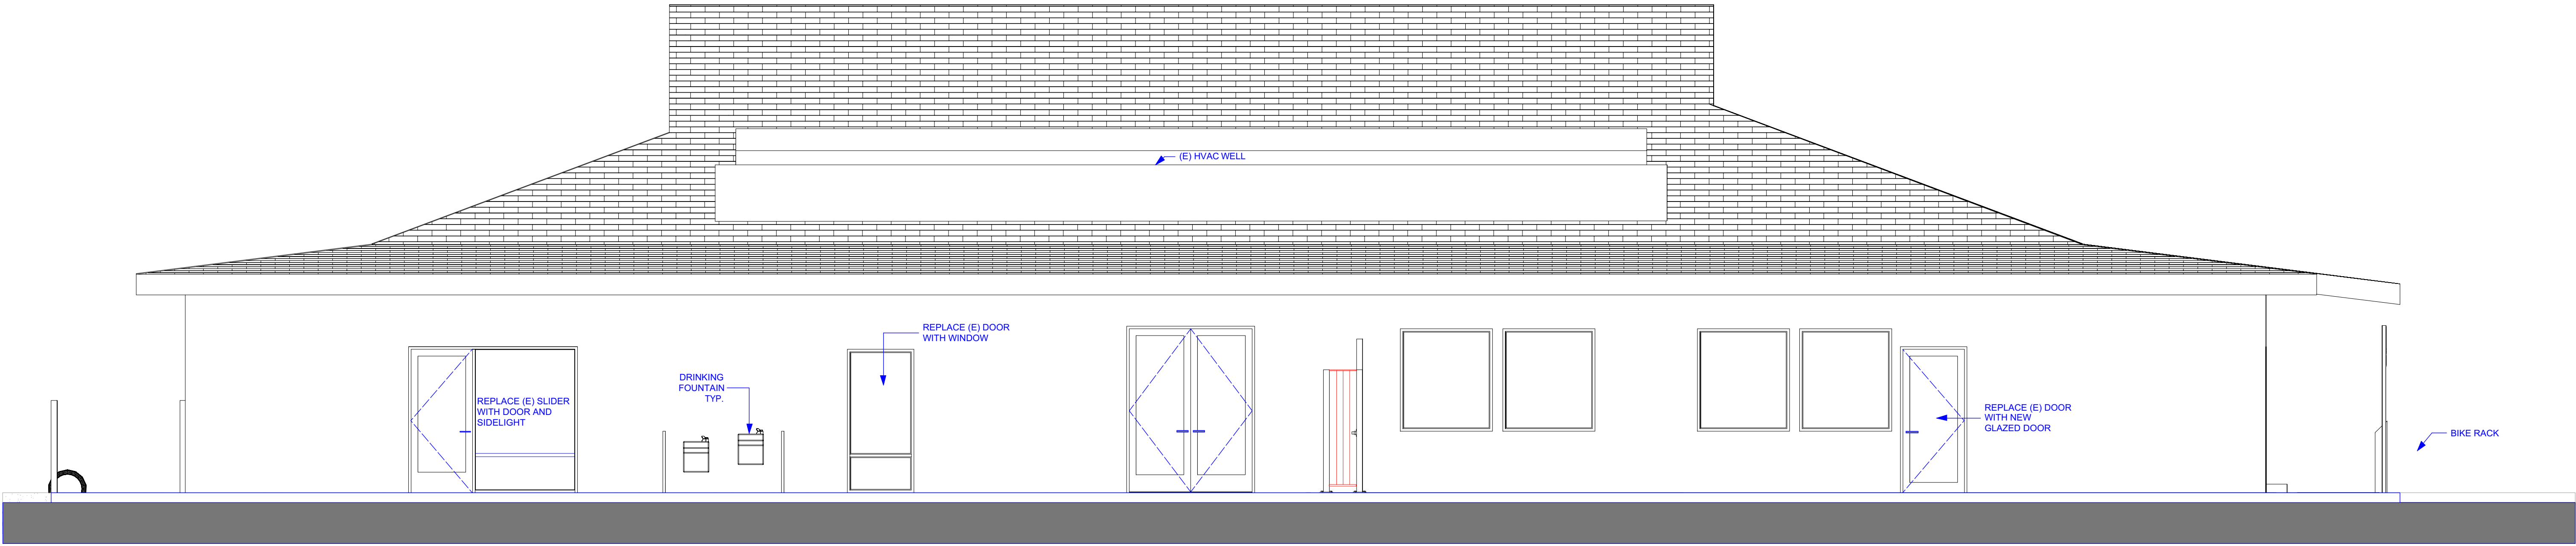 (E) HVAC WELL
REPLACE (E) DOOR
WITH WINDOW
DRINKING
FOUNTAIN
TYP.
REPLACE (E) SLIDER
WITH DOOR AND
SIDELIGHT
REPLACE (E) DOOR
WITH NEW
GLAZED DOOR
BIKE RACK